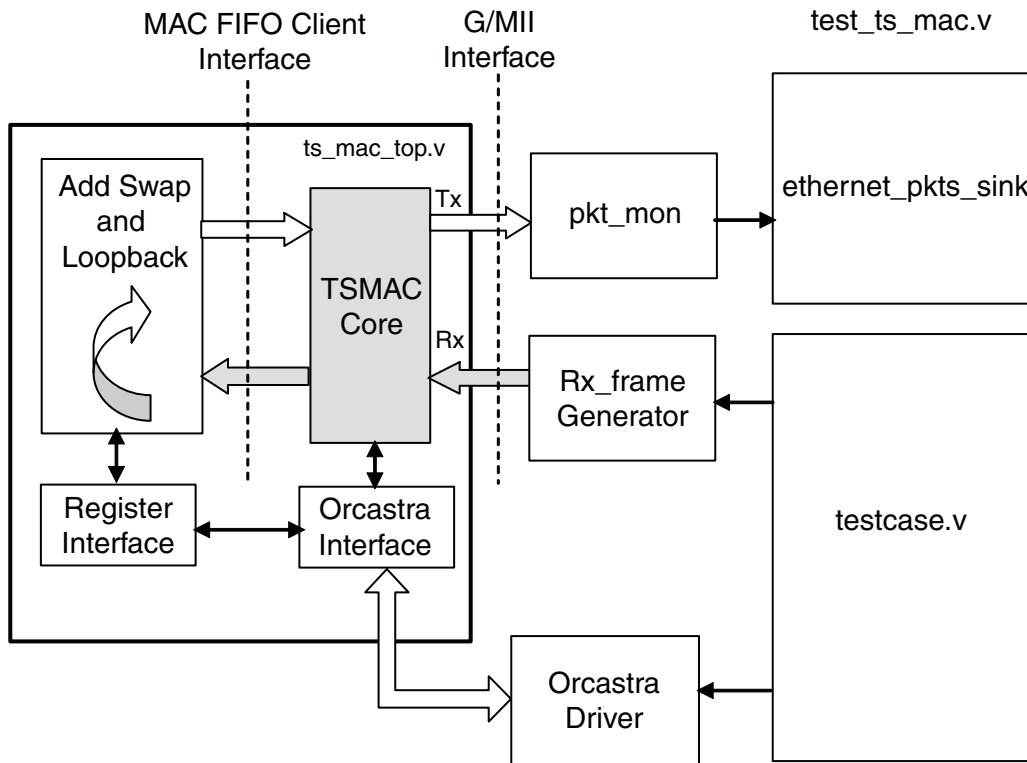 MAC FIFO Client
Interface
G/MII
Interface
test_ts_mac.v
ts_mac_top.v
Add Swap
and
Loopback
TSMAC
Core
Tx
Rx
pkt_mon
ethernet_pkts_sink
Rx_frame
Generator
testcase.v
Register
Interface
Orcastra
Interface
Orcastra
Driver